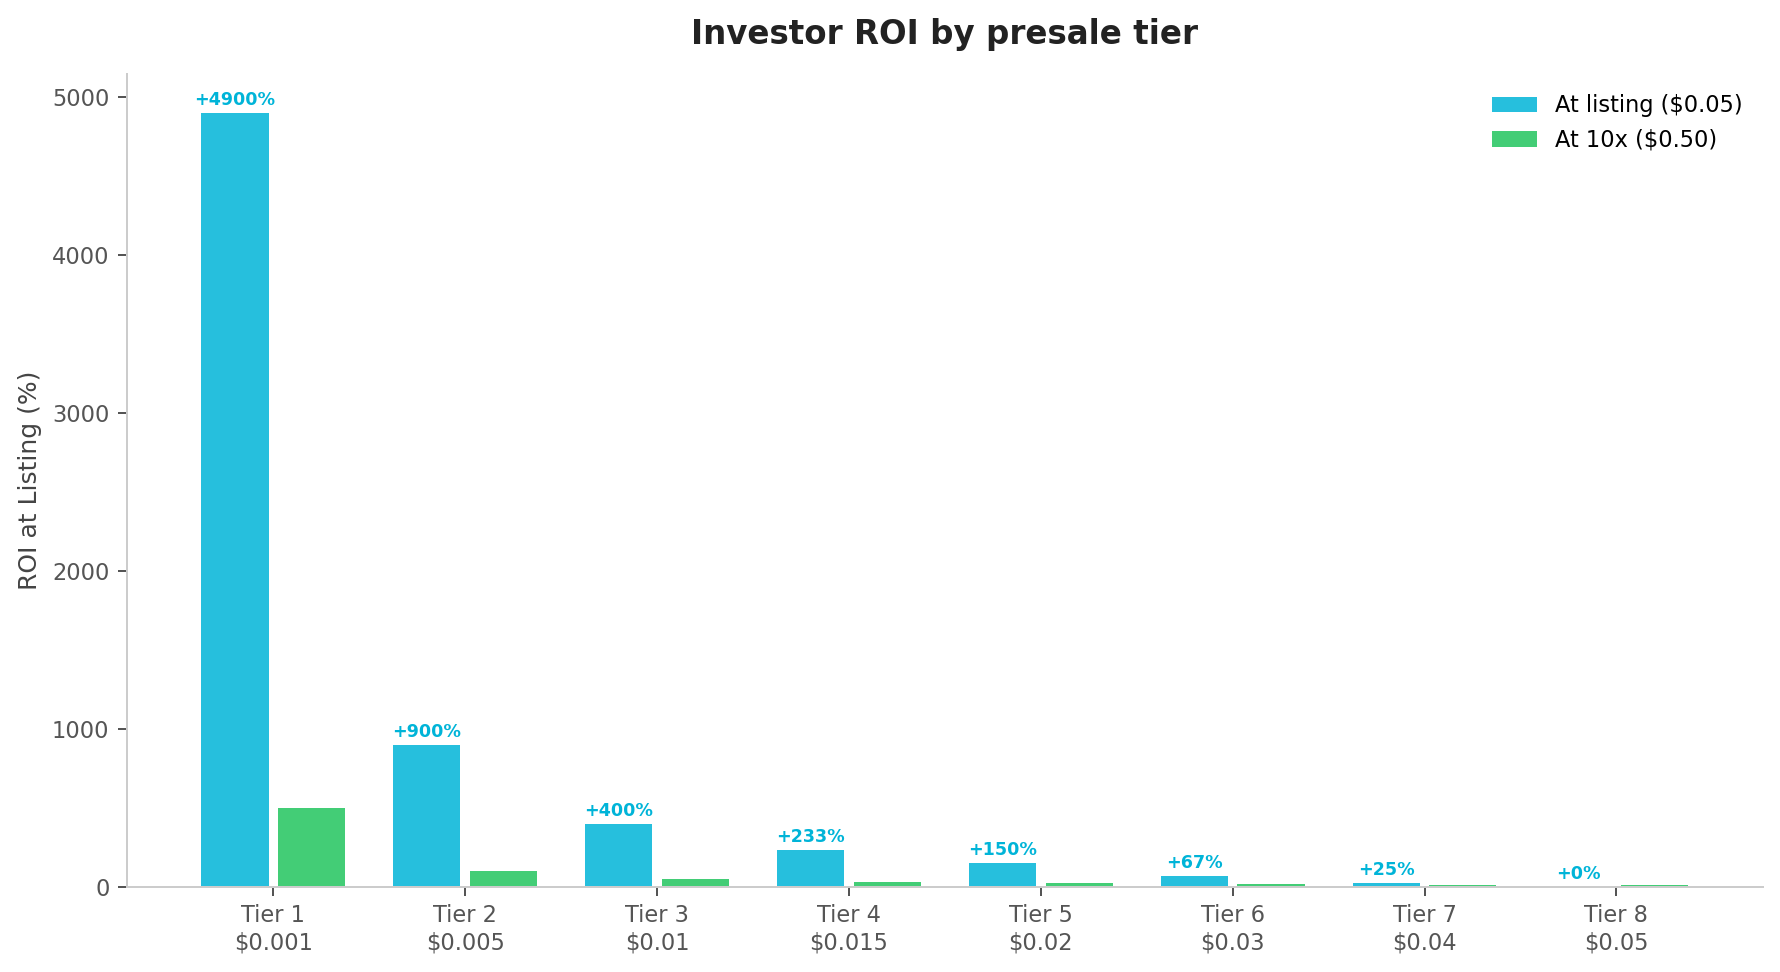 Investor ROI by presale tier
At listing ($0.05)
At 10x ($0.50)
ROI at Listing (%)
5000
4000
3000
2000
1000
0
+4900%
+900%
+400%
+233%
+150%
+67%
+25%
+0%
Tier 1
$0.001
Tier 2
$0.005
Tier 3
$0.01
Tier 4
$0.015
Tier 5
$0.02
Tier 6
$0.03
Tier 7
$0.04
Tier 8
$0.05